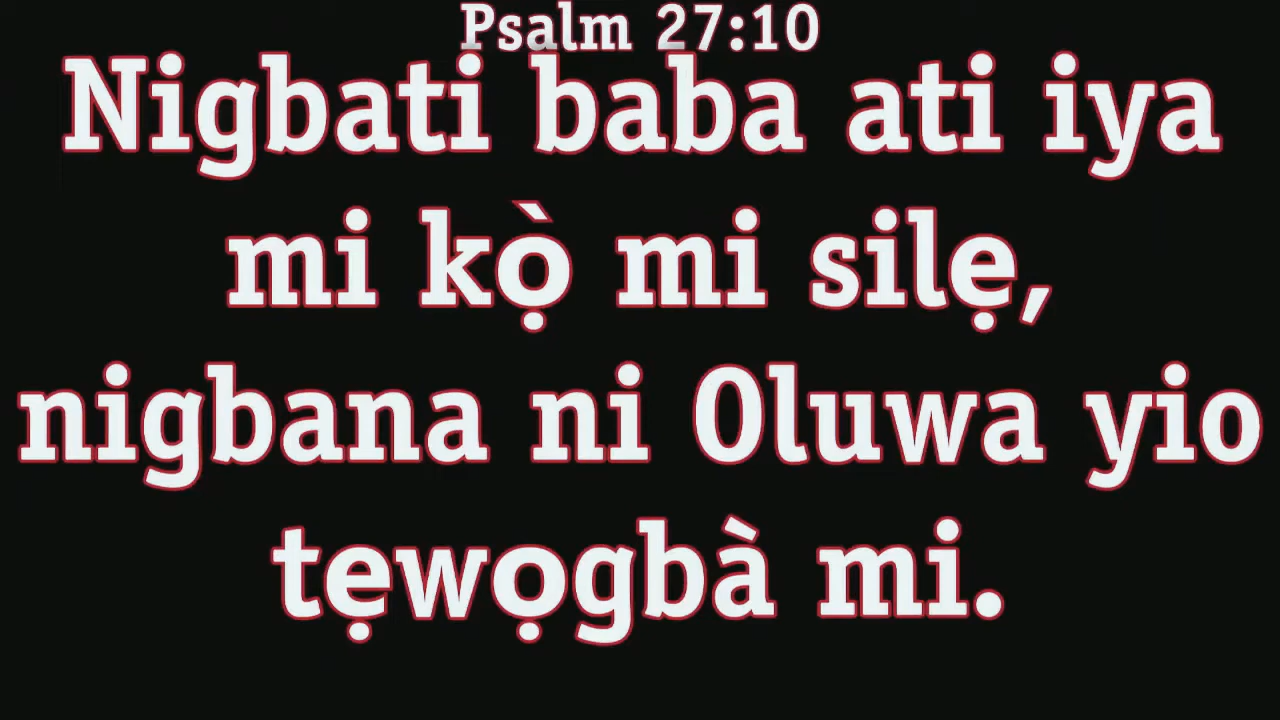 Psalm 27:10
Nigbati baba ati iya
mi kọ̀ mi silẹ,
nigbana ni Oluwa yio
tẹwọgbà mi.